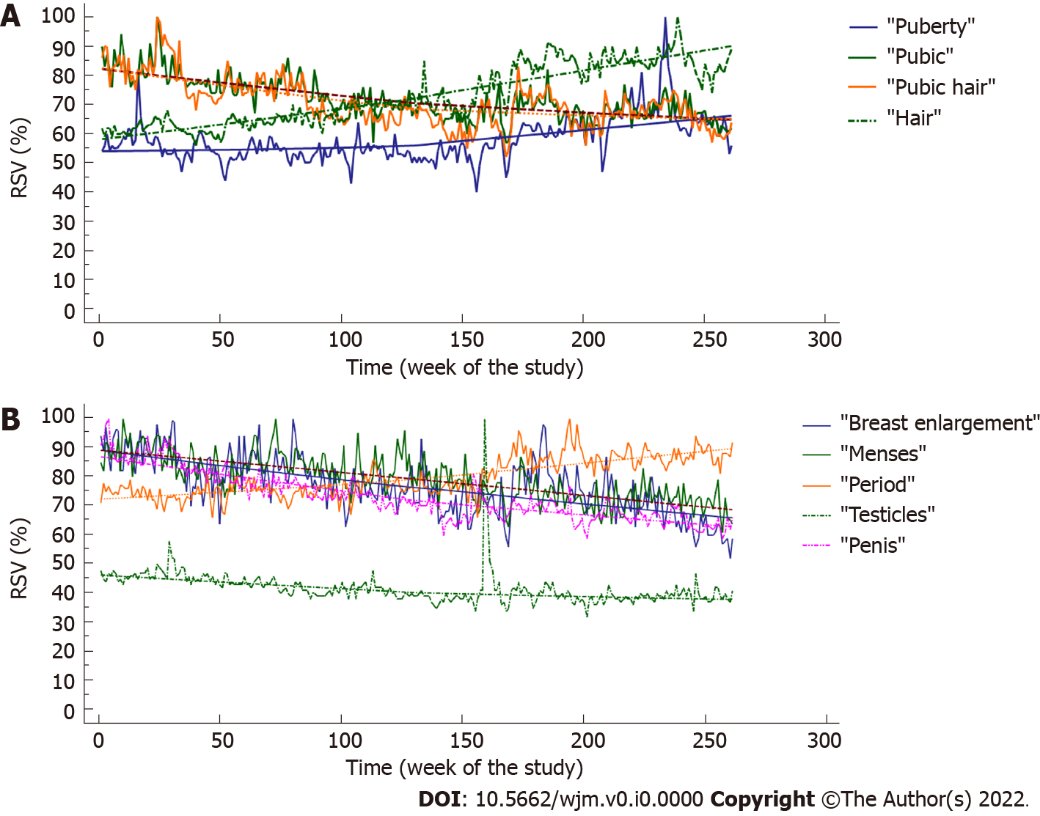 A
100
90
80
70
60
50
40
30
20
10
0
RSV (%)
0 50 100 150 200 250 300
Time (week of the study)
"Puberty"
"Pubic"
"Pubic hair"
"Hair"
B
100
90
80
70
60
50
40
30
20
10
0
RSV (%)
0 50 100 150 200 250 300
Time (week of the study)
"Breast enlargement"
"Menses"
"Period"
"Testicles"
"Penis"
DOI: 10.5662/wjm.v0.i0.0000 Copyright ©The Author(s) 2022.